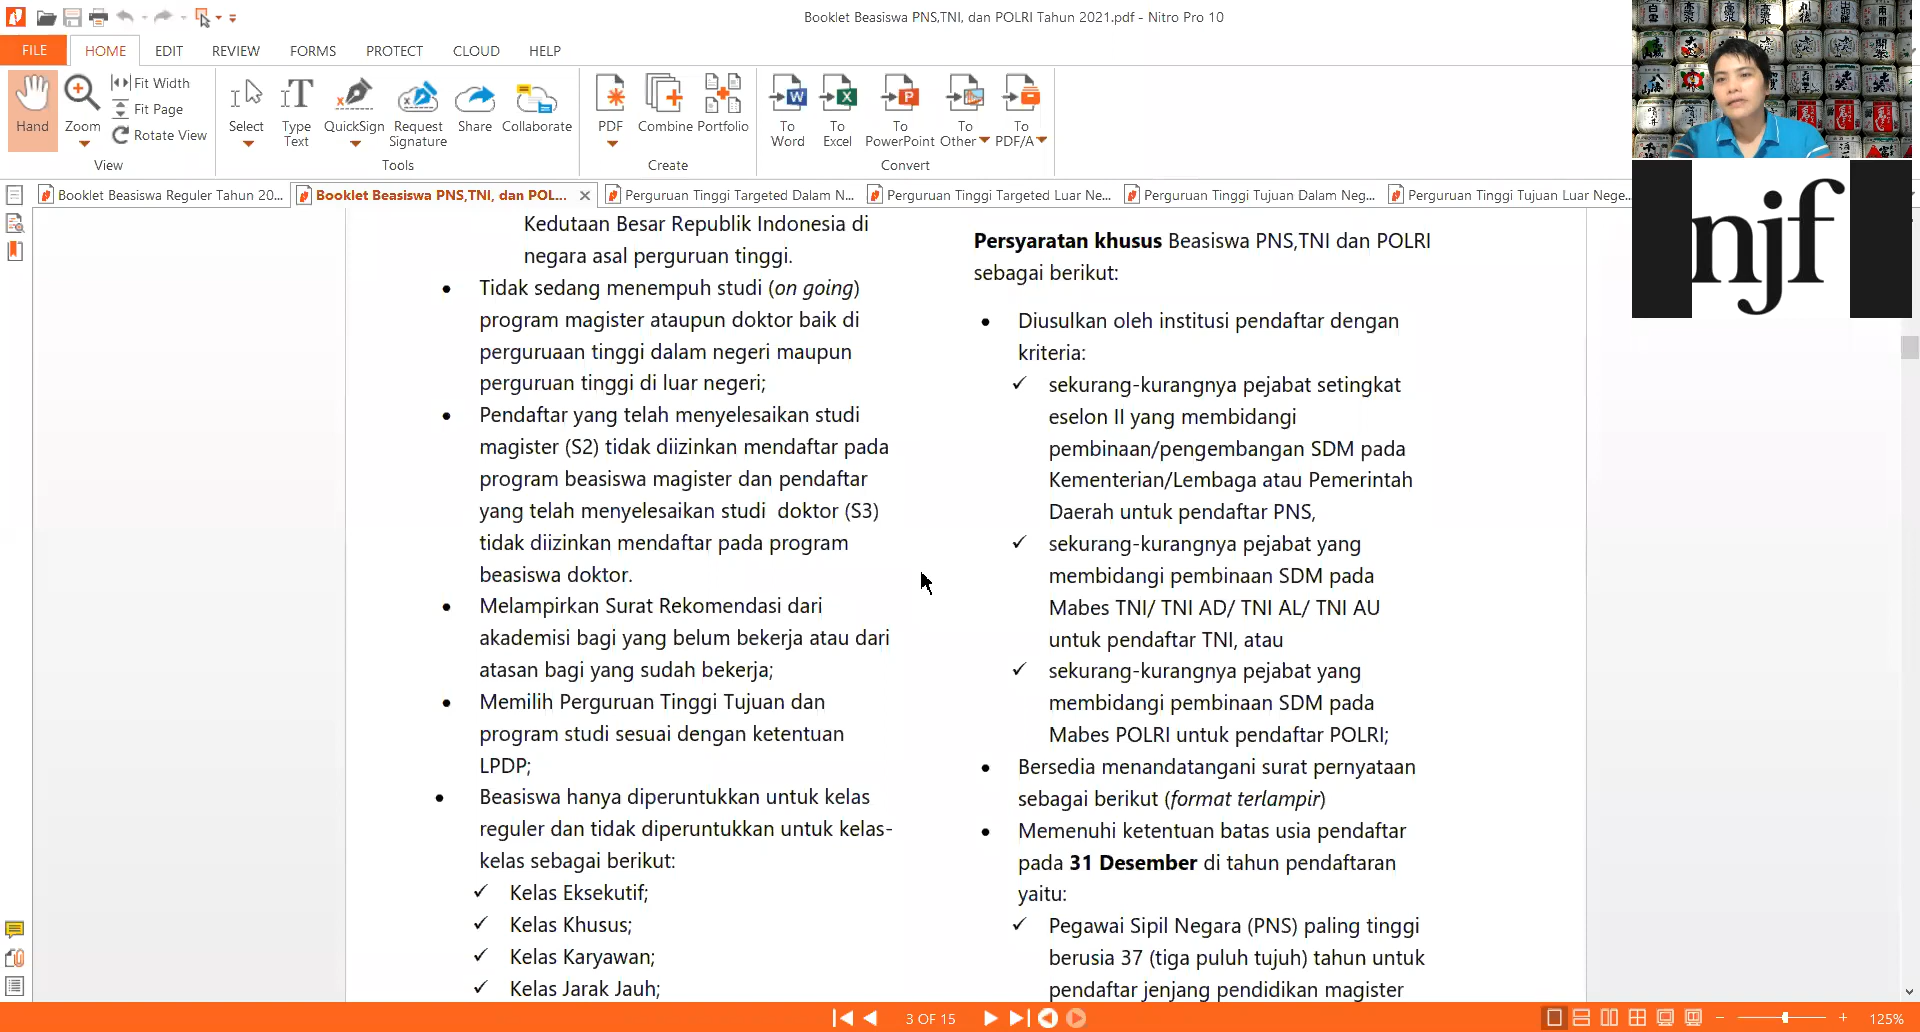 Booklet Beasiswa PNS,TNI, dan POLRI Tahun 2021.pdf - Nitro Pro 10
FILE HOME EDIT REVIEW FORMS PROTECT CLOUD HELP
Hand
Zoom
Fit Width
Fit Page
Rotate View
View
Select
Type Text
QuickSign
Request Signature
Share
Collaborate
Tools
PDF
Combine
Portfolio
Create
To Word
To Excel
To PowerPoint
To Other
To PDF/A
Convert
njf
Booklet Beasiswa Reguler Tahun 20...
Booklet Beasiswa PNS,TNI, dan POL...
Perguruan Tinggi Targeted Dalam N...
Perguruan Tinggi Targeted Luar Ne...
Perguruan Tinggi Tujuan Dalam Neg...
Perguruan Tinggi Tujuan Luar Nege...
Kedutaan Besar Republik Indonesia di
negara asal perguruan tinggi.
• Tidak sedang menempuh studi (on going)
program magister ataupun doktor baik di
perguruaan tinggi dalam negeri maupun
perguruan tinggi di luar negeri;
• Pendaftar yang telah menyelesaikan studi
magister (S2) tidak diizinkan mendaftar pada
program beasiswa magister dan pendaftar
yang telah menyelesaikan studi doktor (S3)
tidak diizinkan mendaftar pada program
beasiswa doktor.
• Melampirkan Surat Rekomendasi dari
akademisi bagi yang belum bekerja atau dari
atasan bagi yang sudah bekerja;
• Memilih Perguruan Tinggi Tujuan dan
program studi sesuai dengan ketentuan
LPDP;
• Beasiswa hanya diperuntukkan untuk kelas
reguler dan tidak diperuntukkan untuk kelas-
kelas sebagai berikut:
✓ Kelas Eksekutif;
✓ Kelas Khusus;
✓ Kelas Karyawan;
✓ Kelas Jarak Jauh;
Persyaratan khusus Beasiswa PNS,TNI dan POLRI
sebagai berikut:
• Diusulkan oleh institusi pendaftar dengan
kriteria:
✓ sekurang-kurangnya pejabat setingkat
eselon II yang membidangi
pembinaan/pengembangan SDM pada
Kementerian/Lembaga atau Pemerintah
Daerah untuk pendaftar PNS,
✓ sekurang-kurangnya pejabat yang
membidangi pembinaan SDM pada
Mabes TNI/ TNI AD/ TNI AL/ TNI AU
untuk pendaftar TNI, atau
✓ sekurang-kurangnya pejabat yang
membidangi pembinaan SDM pada
Mabes POLRI untuk pendaftar POLRI;
• Bersedia menandatangani surat pernyataan
sebagai berikut (format terlampir)
• Memenuhi ketentuan batas usia pendaftar
pada 31 Desember di tahun pendaftaran
yaitu:
✓ Pegawai Sipil Negara (PNS) paling tinggi
berusia 37 (tiga puluh tujuh) tahun untuk
pendaftar jenjang pendidikan magister
3 OF 15
125%